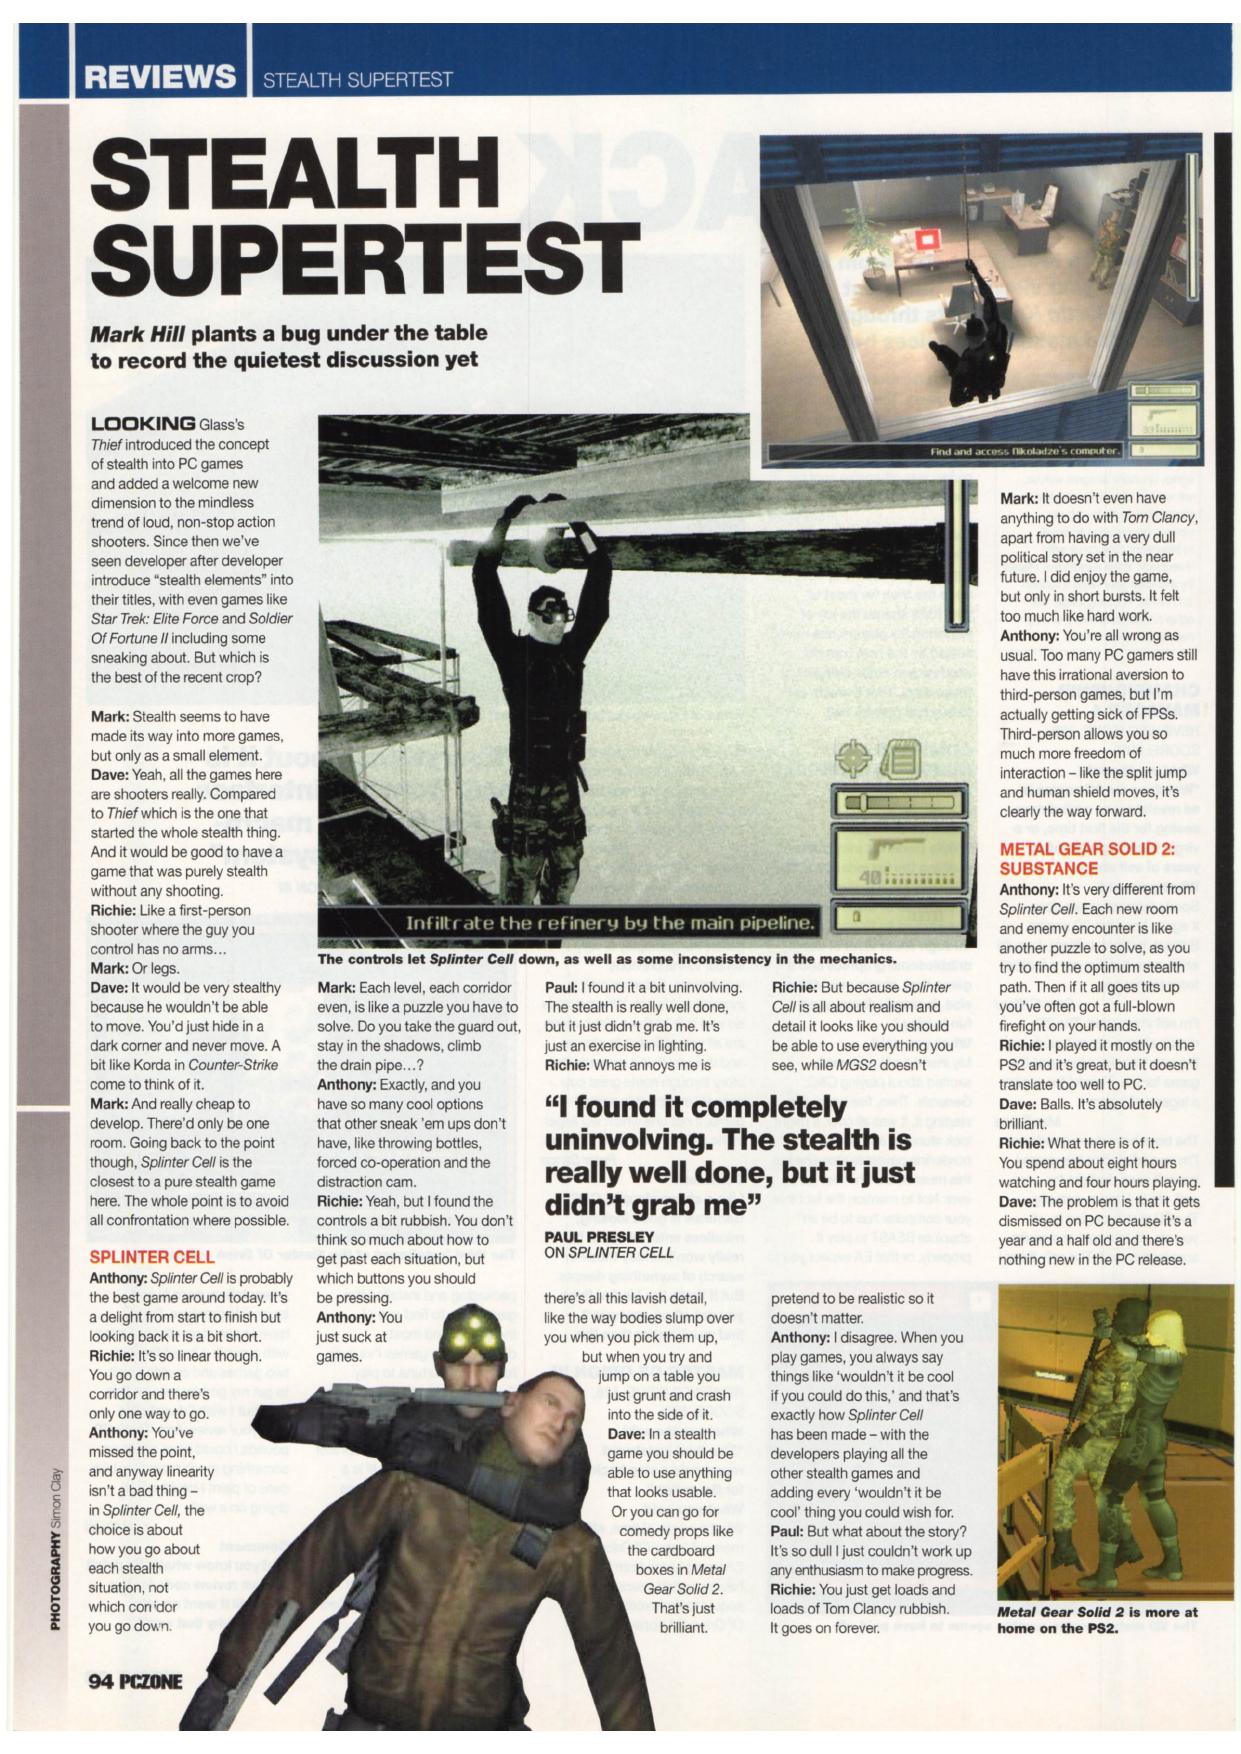 REVIEWS
STEALTH SUPERTEST
STEALTH
SUPERTEST
Mark Hill plants a bug under the table
to record the quietest discussion yet
LOOKING Glass's
Thief introduced the concept
of stealth into PC games
and added a welcome new
dimension to the mindless
trend of loud, non-stop action
shooters. Since then we've
seen developer after developer
introduce "stealth elements" into
their titles, with even games like
Star Trek: Elite Force and Soldier
Of Fortune II including some
sneaking about. But which is
the best of the recent crop?
Mark: Stealth seems to have
made its way into more games,
but only as a small element.
Dave: Yeah, all the games here
are shooters really. Compared
to Thief which is the one that
started the whole stealth thing.
And it would be good to have a
game that was purely stealth
without any shooting.
Richie: Like a first-person
shooter where the guy you
control has no arms...
Mark: Or legs.
Dave: It would be very stealthy
because he wouldn't be able
to move. You'd just hide in a
dark corner and never move. A
bit like Korda in Counter-Strike
come to think of it.
Mark: And really cheap to
develop. There'd only be one
room. Going back to the point
though, Splinter Cell is the
closest to a pure stealth game
here. The whole point is to avoid
all confrontation where possible.
SPLINTER CELL
Anthony: Splinter Cell is probably
the best game around today. It's
a delight from start to finish but
looking back it is a bit short.
Richie: It's so linear though.
You go down a
corridor and there's
only one way to go.
Anthony: You've
missed the point,
and anyway linearity
isn't a bad thing –
in Splinter Cell, the
choice is about
how you go about
each stealth
situation, not
which corridor
you go down.
Find and access Nikoladze's computer.
40
Infiltrate the refinery by the main pipeline.
The controls let Splinter Cell down, as well as some inconsistency in the mechanics.
Mark: Each level, each corridor
even, is like a puzzle you have to
solve. Do you take the guard out,
stay in the shadows, climb
the drain pipe...?
Anthony: Exactly, and you
have so many cool options
that other sneak 'em ups don't
have, like throwing bottles,
forced co-operation and the
distraction cam.
Richie: Yeah, but I found the
controls a bit rubbish. You don't
think so much about how to
get past each situation, but
which buttons you should
be pressing.
Anthony: You
just suck at
games.
Paul: I found it a bit uninvolving.
The stealth is really well done,
but it just didn't grab me. It's
just an exercise in lighting.
Richie: What annoys me is
"I found it completely
uninvolving. The stealth is
really well done, but it just
didn't grab me"
PAUL PRESLEY
ON SPLINTER CELL
there's all this lavish detail,
like the way bodies slump over
you when you pick them up,
but when you try and
jump on a table you
just grunt and crash
into the side of it.
Dave: In a stealth
game you should be
able to use anything
that looks usable.
Or you can go for
comedy props like
the cardboard
boxes in Metal
Gear Solid 2.
That's just
brilliant.
Richie: But because Splinter
Cell is all about realism and
detail it looks like you should
be able to use everything you
see, while MGS2 doesn't
pretend to be realistic so it
doesn't matter.
Anthony: I disagree. When you
play games, you always say
things like 'wouldn't it be cool
if you could do this,' and that's
exactly how Splinter Cell
has been made – with the
developers playing all the
other stealth games and
adding every 'wouldn't it be
cool' thing you could wish for.
Paul: But what about the story?
It's so dull I just couldn't work up
any enthusiasm to make progress.
Richie: You just get loads and
loads of Tom Clancy rubbish.
It goes on forever.
Mark: It doesn't even have
anything to do with Tom Clancy,
apart from having a very dull
political story set in the near
future. I did enjoy the game,
but only in short bursts. It felt
too much like hard work.
Anthony: You're all wrong as
usual. Too many PC gamers still
have this irrational aversion to
third-person games, but I'm
actually getting sick of FPSs.
Third-person allows you so
much more freedom of
interaction – like the split jump
and human shield moves, it's
clearly the way forward.
METAL GEAR SOLID 2:
SUBSTANCE
Anthony: It's very different from
Splinter Cell. Each new room
and enemy encounter is like
another puzzle to solve, as you
try to find the optimum stealth
path. Then if it all goes tits up
you've often got a full-blown
firefight on your hands.
Richie: I played it mostly on the
PS2 and it's great, but it doesn't
translate too well to PC.
Dave: Balls. It's absolutely
brilliant.
Richie: What there is of it.
You spend about eight hours
watching and four hours playing.
Dave: The problem is that it gets
dismissed on PC because it's a
year and a half old and there's
nothing new in the PC release.
Metal Gear Solid 2 is more at
home on the PS2.
PHOTOGRAPHY Simon Clay
94 PCZONE